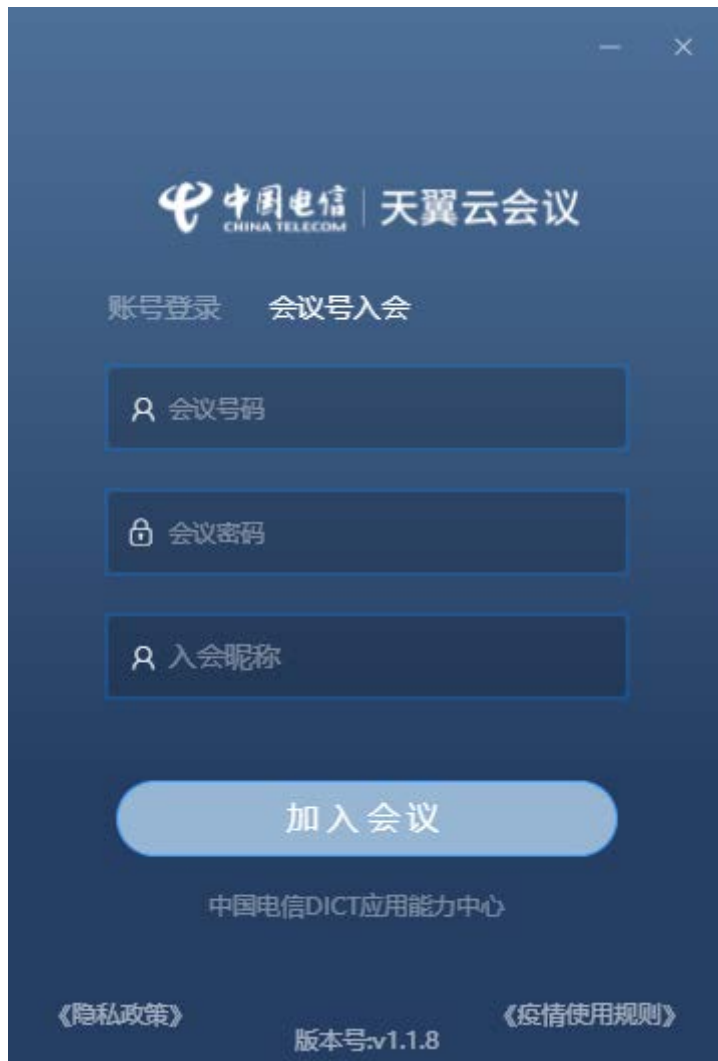 中国电信 天翼云会议
CHINA TELECOM
账号登录 会议号入会
会议号码
会议密码
入会昵称
加入会议
中国电信DICT应用能力中心
《隐私政策》 《疫情使用规则》
版本号:v1.1.8